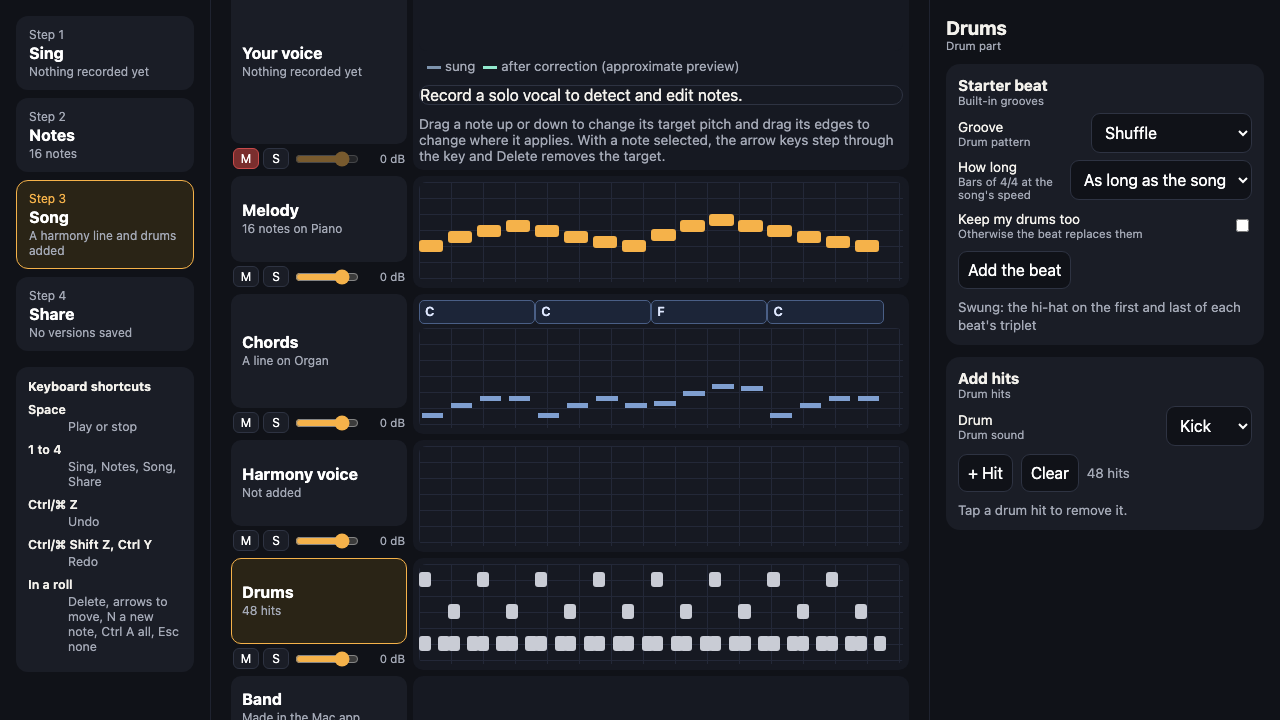 Step 1
Sing
Nothing recorded yet
Step 2
Notes
16 notes
Step 3
Song
A harmony line and drums
added
Step 4
Share
No versions saved
Keyboard shortcuts
Space
Play or stop
1 to 4
Sing, Notes, Song,
Share
Ctrl/⌘ Z
Undo
Ctrl/⌘ Shift Z, Ctrl Y
Redo
In a roll
Delete, arrows to
move, N a new
note, Ctrl A all, Esc
none
Your voice
Nothing recorded yet
M S 0 dB
sung after correction (approximate preview)
Record a solo vocal to detect and edit notes.
Drag a note up or down to change its target pitch and drag its edges to
change where it applies. With a note selected, the arrow keys step through
the key and Delete removes the target.
Melody
16 notes on Piano
M S 0 dB
Chords
A line on Organ
M S 0 dB
C C F C
Harmony voice
Not added
M S 0 dB
Drums
48 hits
M S 0 dB
Band
Made in the Mac app
Drums
Drum part
Starter beat
Built-in grooves
Groove
Drum pattern
Shuffle
How long
Bars of 4/4 at the
song's speed
As long as the song
Keep my drums too
Otherwise the beat replaces them
Add the beat
Swung: the hi-hat on the first and last of each
beat's triplet
Add hits
Drum hits
Drum
Drum sound
Kick
+ Hit Clear 48 hits
Tap a drum hit to remove it.